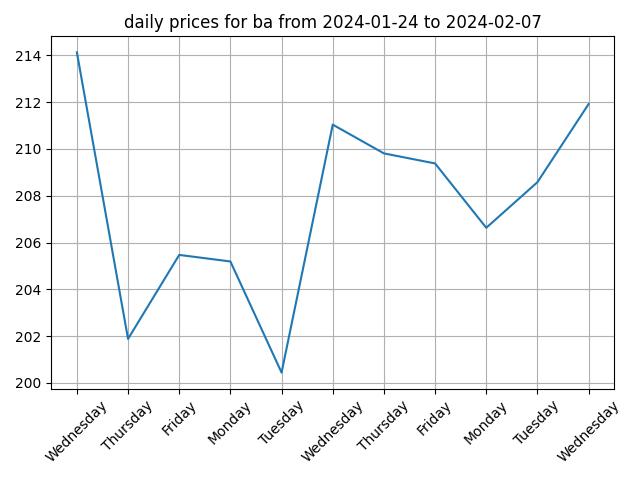 daily prices for ba from 2024-01-24 to 2024-02-07
214
212
210
208
206
204
202
200
Wednesday
Thursday
Friday
Monday
Tuesday
Wednesday
Thursday
Friday
Monday
Tuesday
Wednesday